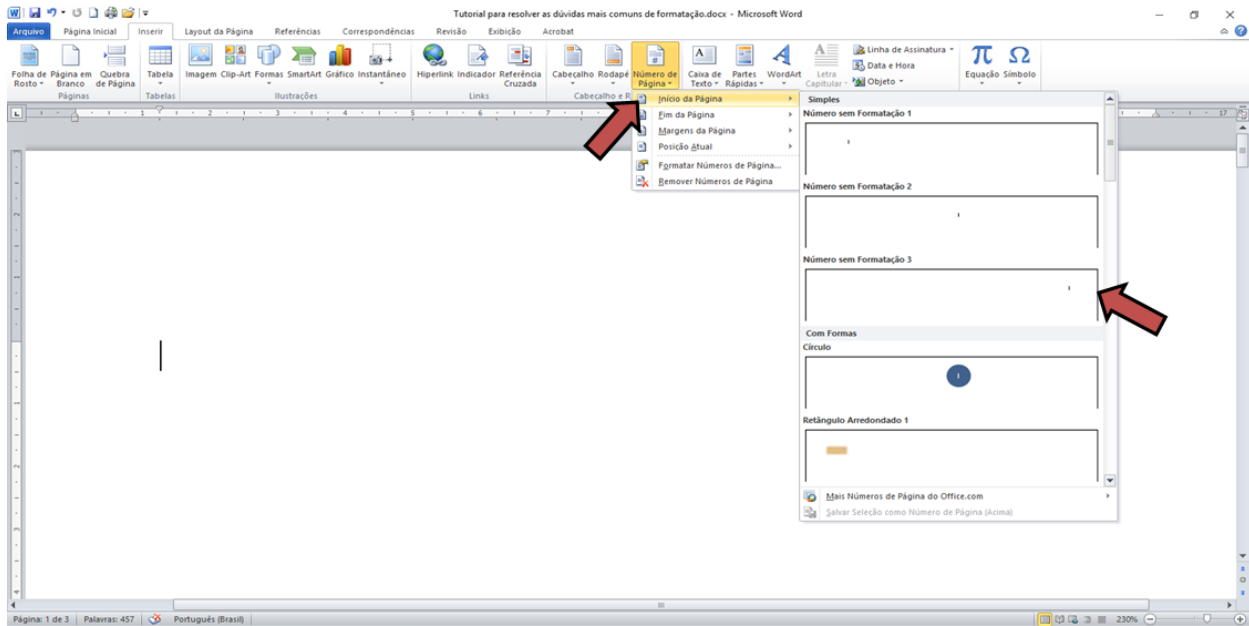 Tutorial para resolver as dúvidas mais comuns de formatação.docx - Microsoft Word
Arquivo Página Inicial Inserir Layout da Página Referências Correspondências Revisão Exibição Acrobat
Folha de Rosto
Página em Branco
Quebra de Página
Tabela
Imagem
Clip-Art
Formas
SmartArt
Gráfico
Instantâneo
Hiperlink
Indicador
Referência Cruzada
Cabeçalho
Rodapé
Número de Página
Caixa de Texto
Partes Rápidas
WordArt
Letra Capitular
Linha de Assinatura
Data e Hora
Objeto
Equação
Símbolo
Páginas
Tabelas
Ilustrações
Links
Cabeçalho e R
Início da Página
Fim da Página
Margens da Página
Posição Atual
Formatar Números de Página...
Remover Números de Página
Simples
Número sem Formatação 1
Número sem Formatação 2
Número sem Formatação 3
Com Formas
Círculo
Retângulo Arredondado 1
Mais Números de Página do Office.com
Salvar Seleção como Número de Página (Acima)
Página: 1 de 3 Palavras: 457 Português (Brasil) 230%